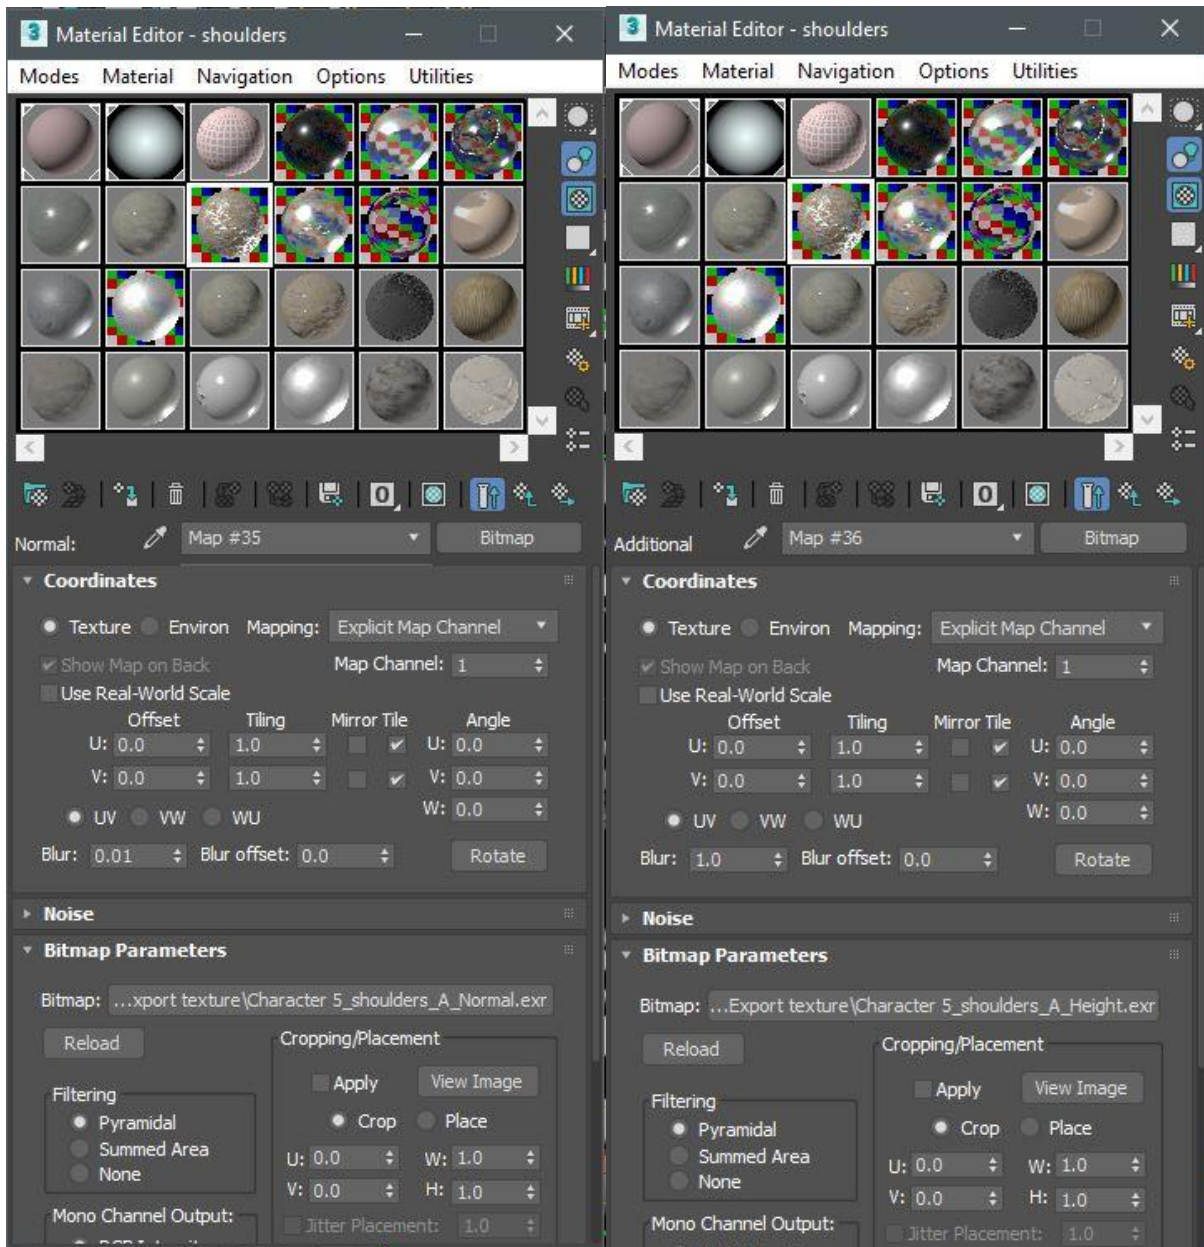 Material Editor - shoulders
Modes Material Navigation Options Utilities
Normal: Map #35 Bitmap
Coordinates
Texture Environ Mapping: Explicit Map Channel
Show Map on Back Map Channel: 1
Use Real-World Scale
Offset Tiling Mirror Tile Angle
U: 0.0 1.0 U: 0.0
V: 0.0 1.0 V: 0.0
W: 0.0
UV VW WU
Blur: 0.01 Blur offset: 0.0 Rotate
Noise
Bitmap Parameters
Bitmap: ...xport texture\Character 5_shoulders_A_Normal.exr
Reload
Cropping/Placement
Apply View Image
Crop Place
U: 0.0 W: 1.0
V: 0.0 H: 1.0
Jitter Placement: 1.0
Filtering
Pyramidal
Summed Area
None
Mono Channel Output:
Material Editor - shoulders
Modes Material Navigation Options Utilities
Additional Map #36 Bitmap
Coordinates
Texture Environ Mapping: Explicit Map Channel
Show Map on Back Map Channel: 1
Use Real-World Scale
Offset Tiling Mirror Tile Angle
U: 0.0 1.0 U: 0.0
V: 0.0 1.0 V: 0.0
W: 0.0
UV VW WU
Blur: 1.0 Blur offset: 0.0 Rotate
Noise
Bitmap Parameters
Bitmap: ...Export texture\Character 5_shoulders_A_Height.exr
Reload
Cropping/Placement
Apply View Image
Crop Place
U: 0.0 W: 1.0
V: 0.0 H: 1.0
Jitter Placement: 1.0
Filtering
Pyramidal
Summed Area
None
Mono Channel Output: